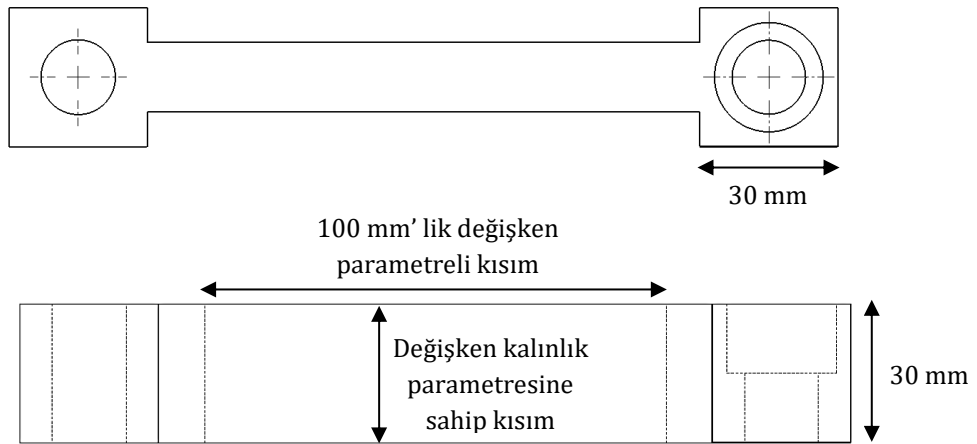 30 mm
100 mm’ lik değişken
parametreli kısım
Değişken kalınlık
parametresine
sahip kısım
30 mm